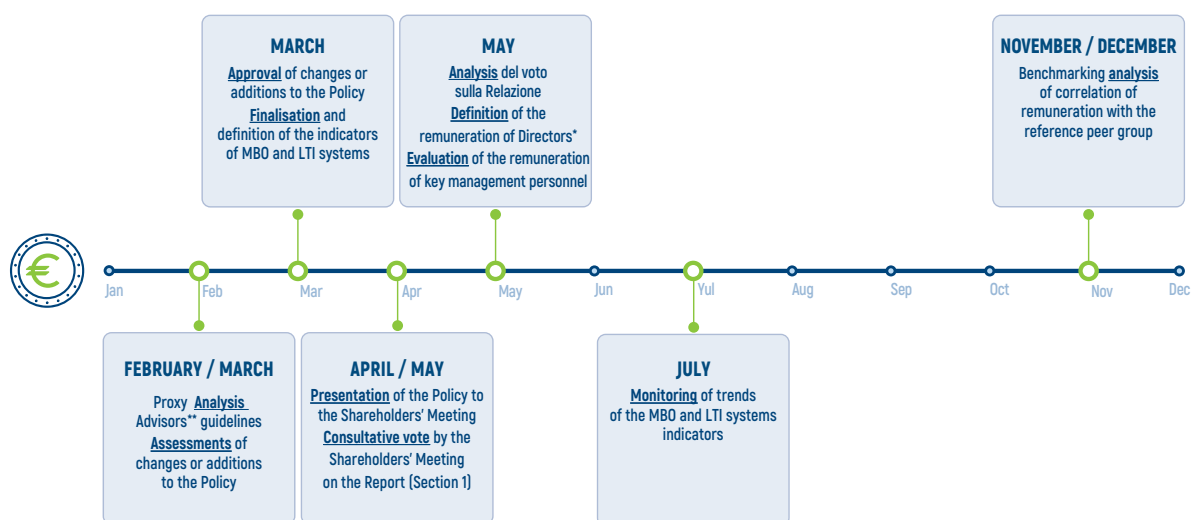 MARCH
Approval of changes or
additions to the Policy
Finalisation and
definition of the indicators
of MBO and LTI systems
MAY
Analysis del voto
sulla Relazione
Definition of the
remuneration of Directors*
Evaluation of the remuneration
of key management personnel
NOVEMBER / DECEMBER
Benchmarking analysis
of correlation of
remuneration with the
reference peer group
€
Jan
Feb
Mar
Apr
May
Jun
Yul
Aug
Sep
Oct
Nov
Dec
FEBRUARY / MARCH
Proxy Analysis
Advisors** guidelines
Assessments of
changes or additions
to the Policy
APRIL / MAY
Presentation of the Policy to
the Shareholders' Meeting
Consultative vote by the
Shareholders' Meeting
on the Report (Section 1)
JULY
Monitoring of trends
of the MBO and LTI systems
indicators